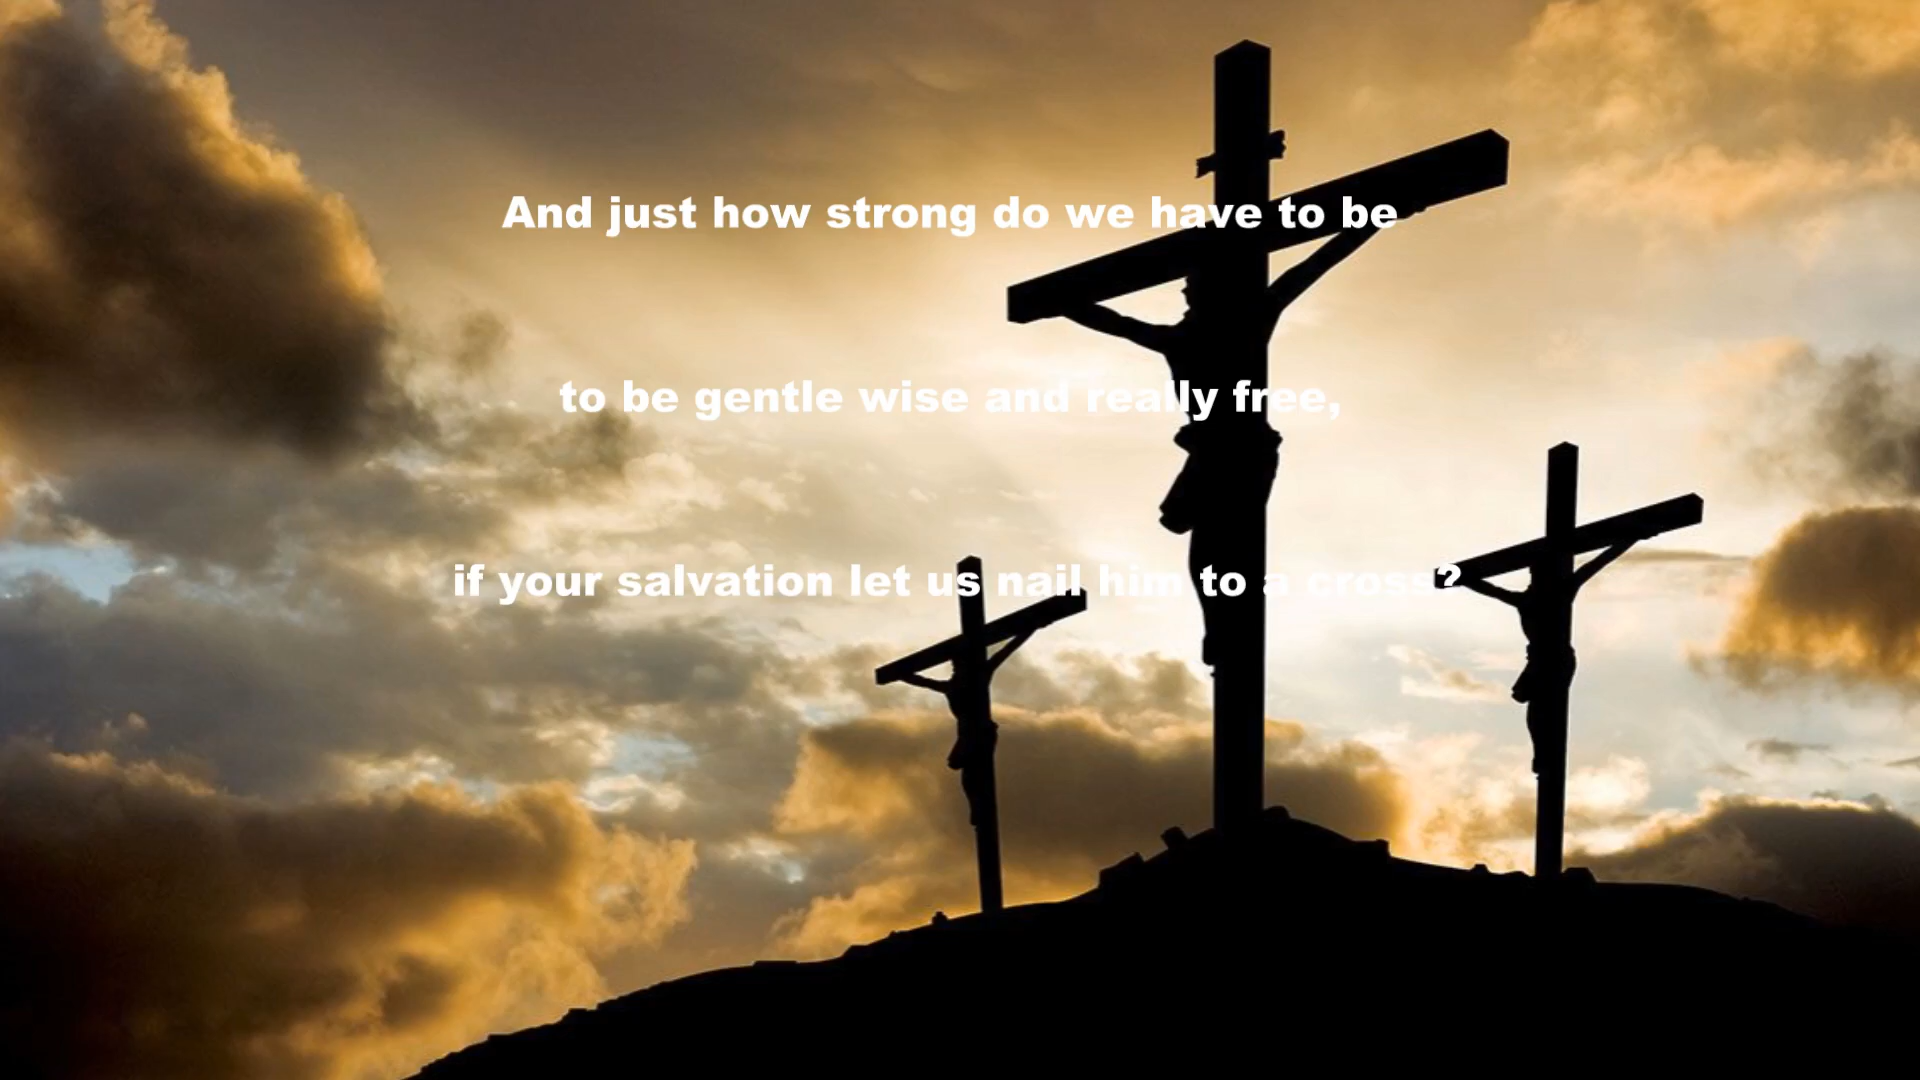 And just how strong do we have to be
to be gentle wise and really free,
if your salvation let us nail him to a cross?